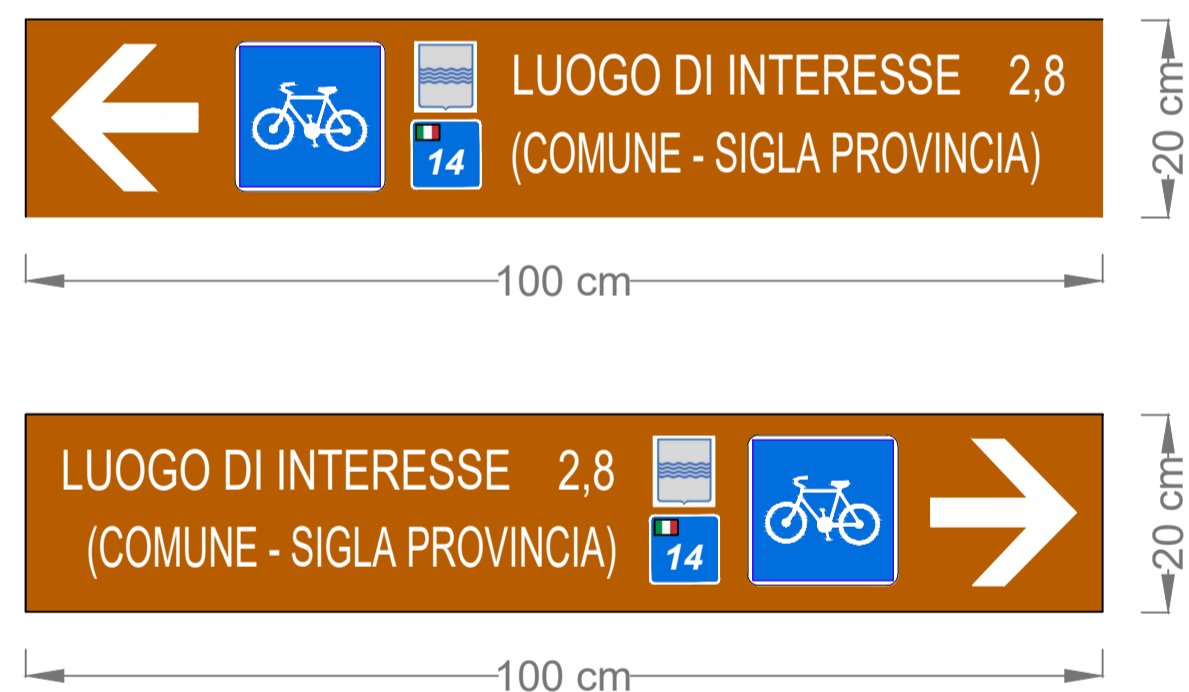 LUOGO DI INTERESSE 2,8
14
(COMUNE - SIGLA PROVINCIA)
20 cm
100 cm
LUOGO DI INTERESSE 2,8
(COMUNE - SIGLA PROVINCIA)
14
20 cm
100 cm